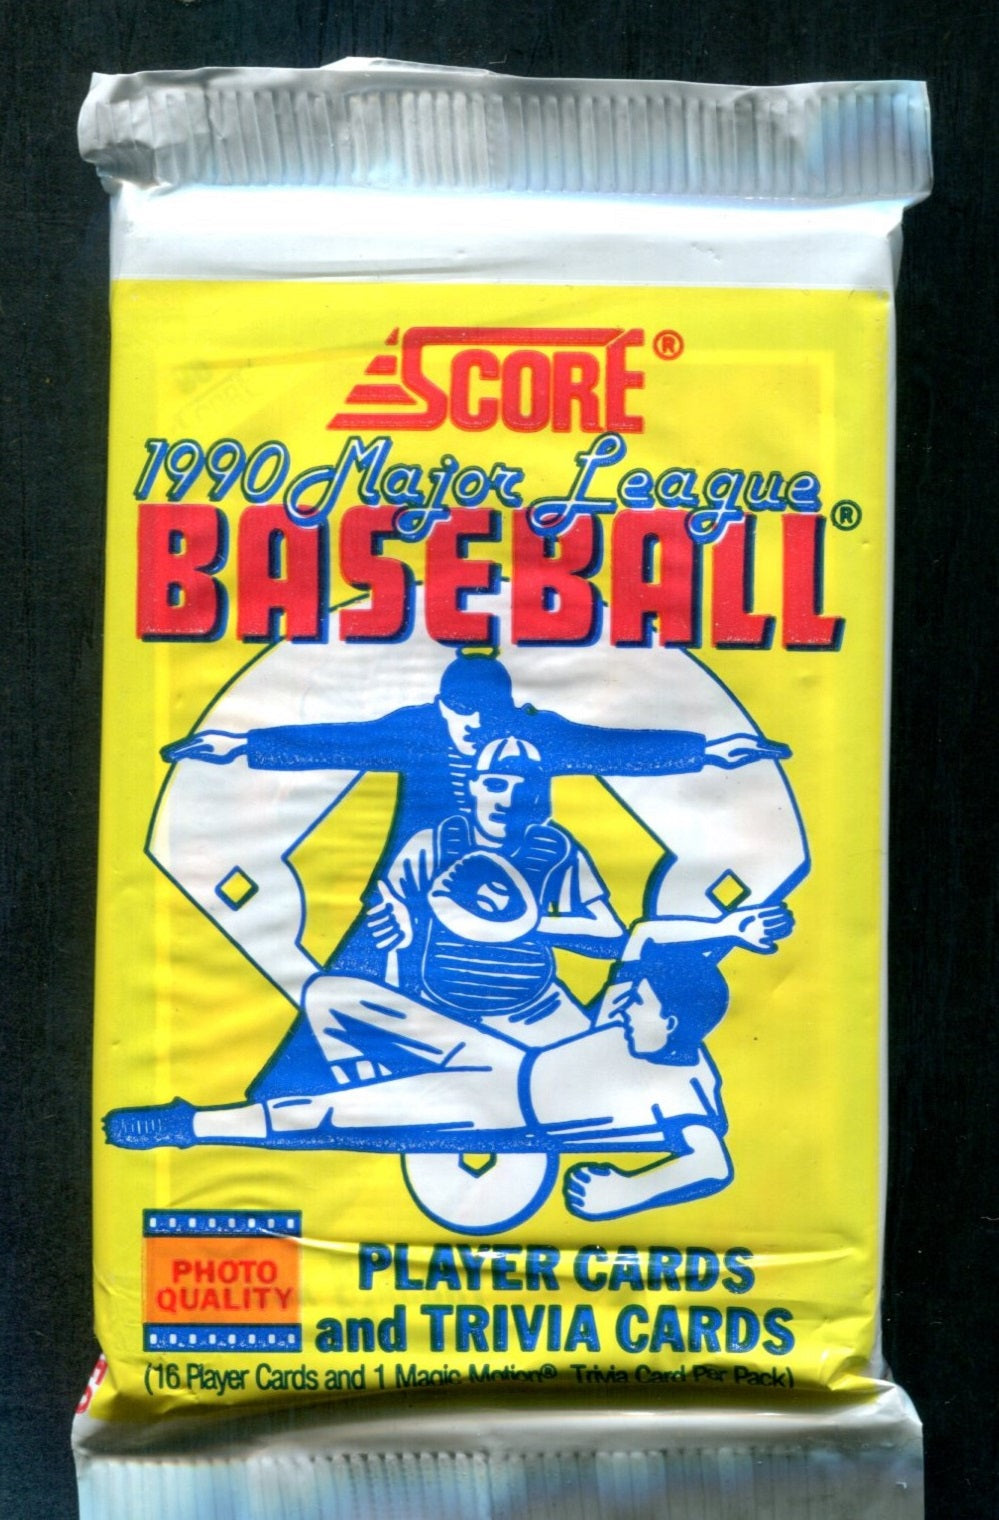 SCORE®
1990 Major League
BASEBALL®
PHOTO
QUALITY
PLAYER CARDS
and TRIVIA CARDS
(16 Player Cards and 1 Magic Motion® Trivia Card Per Pack)